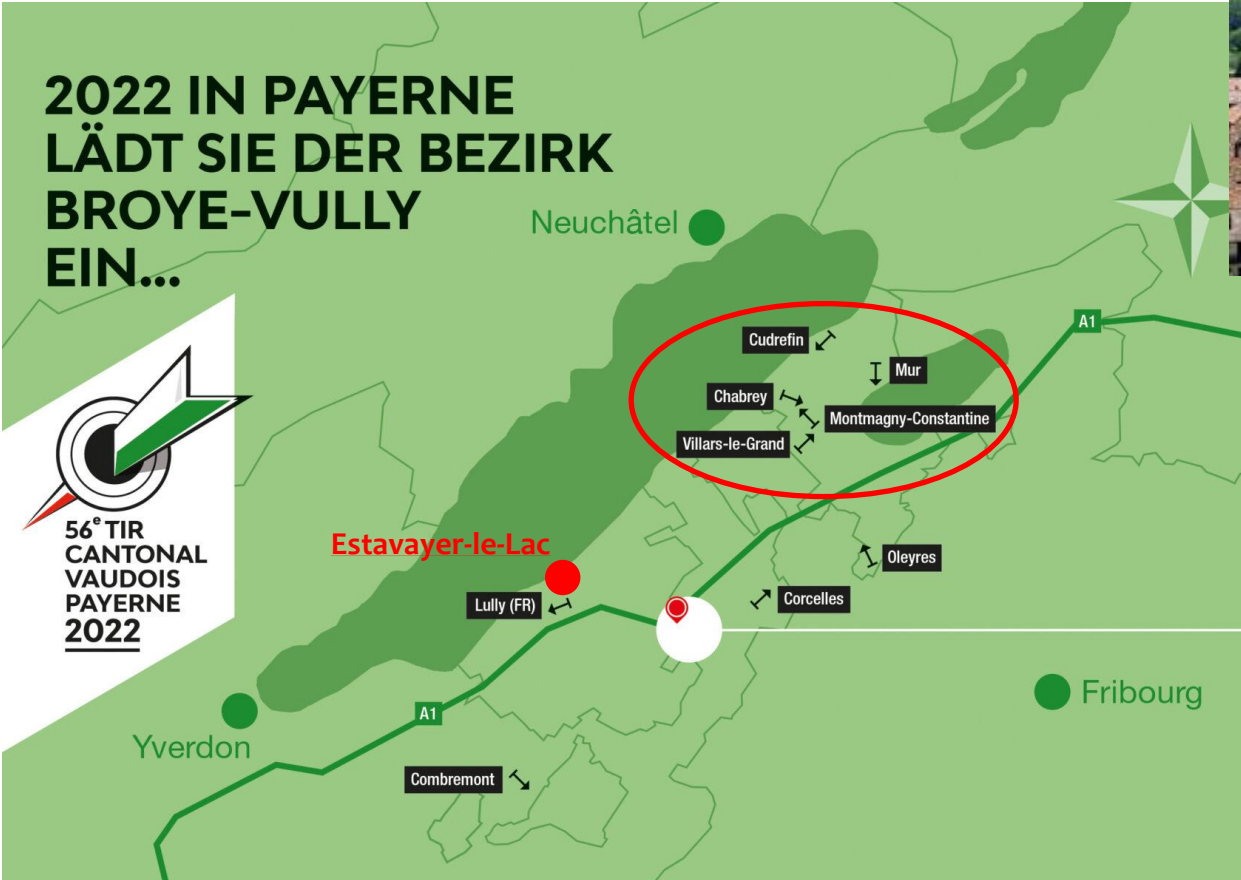 2022 IN PAYERNE
LÄDT SIE DER BEZIRK
BROYE-VULLY
EIN...
Neuchâtel
A1
Cudrefin
Mur
Chabrey
Montmagny-Constantine
Villars-le-Grand
56e TIR
CANTONAL
VAUDOIS
PAYERNE
2022
Estavayer-le-Lac
Oleyres
Lully (FR)
Corcelles
Fribourg
A1
Yverdon
Combremont